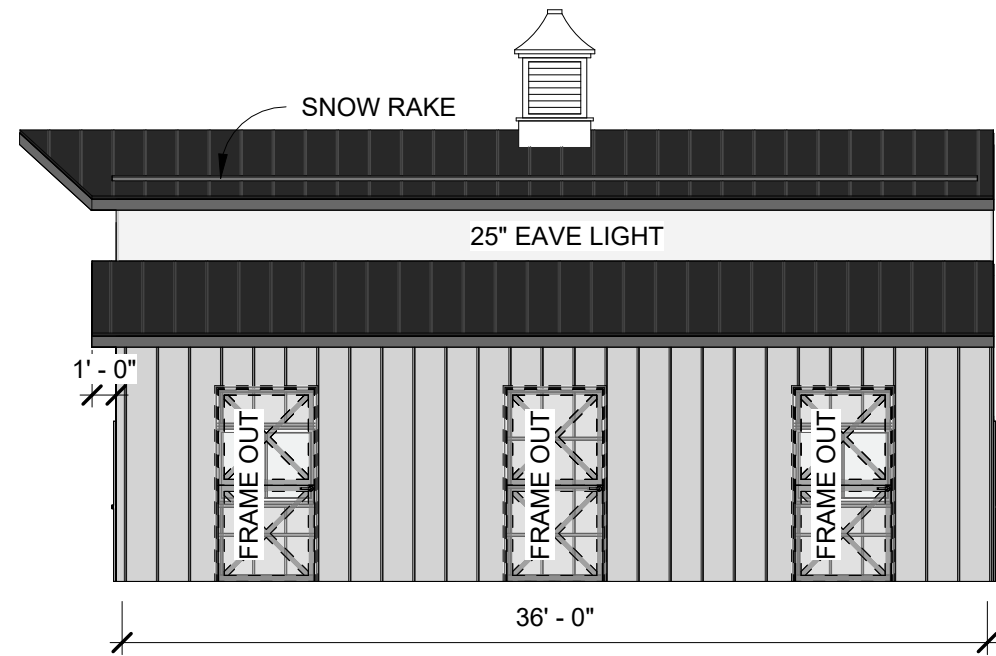 SNOW RAKE
25" EAVE LIGHT
1' - 0"
FRAME OUT
FRAME OUT
FRAME OUT
36' - 0"